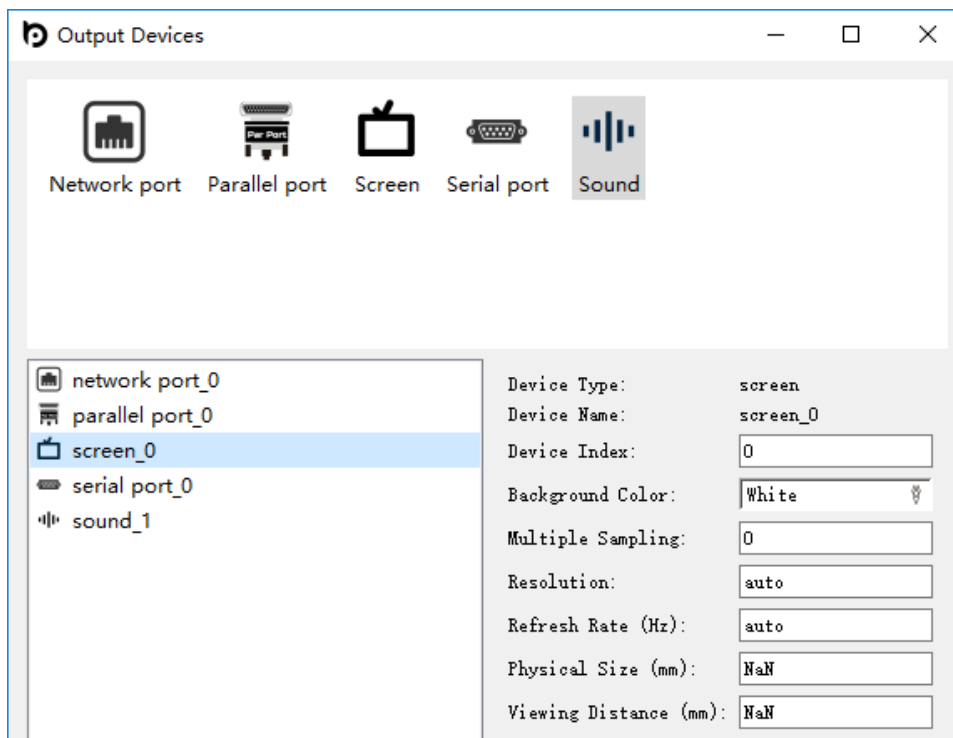 Output Devices
Per Port
Network port Parallel port Screen Serial port Sound
network port_0
parallel port_0
screen_0
serial port_0
sound_1
Device Type: screen
Device Name: screen_0
Device Index: 0
Background Color: White
Multiple Sampling: 0
Resolution: auto
Refresh Rate (Hz): auto
Physical Size (mm): NaN
Viewing Distance (mm): NaN